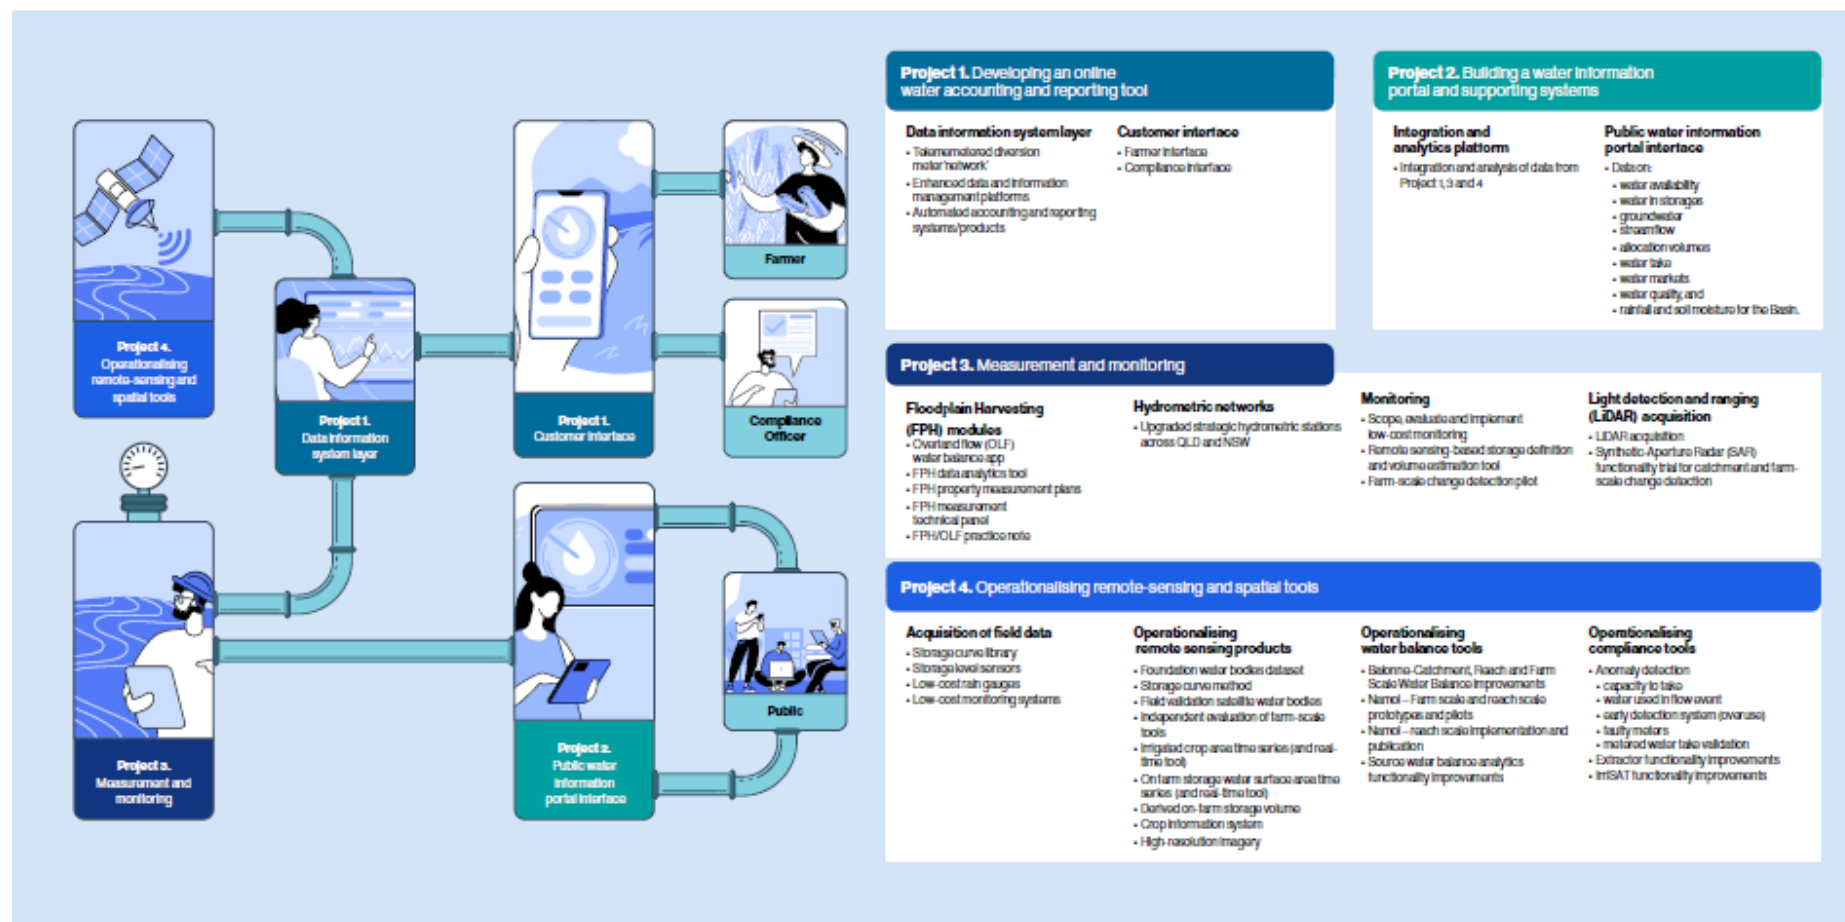 Project 4.
Operationalising
remote-sensing and
spatial tools
Project 1.
Data information
system layer
Project 1.
Customer interface
Farmer
Compliance
Officer
Project 3.
Measurement and
monitoring
Project 2.
Public water
information
portal interface
Public
Project 1. Developing an online
water accounting and reporting tool
Data information system layer
• Telememetered diversion
meter 'network'
• Enhanced data and information
management platforms
• Automated accounting and reporting
systems/products
Customer interface
• Farmer interface
• Compliance interface
Project 2. Building a water information
portal and supporting systems
Integration and
analytics platform
• Integration and analysis of data from
Project 1, 3 and 4
Public water information
portal interface
• Data on:
• water availability
• water in storages
• groundwater
• streamflow
• allocation volumes
• water take
• water markets
• water quality, and
• rainfall and soil moisture for the Basin.
Project 3. Measurement and monitoring
Floodplain Harvesting
(FPH) modules
• Overland flow (OLF)
water balance app
• FPH data analytics tool
• FPH property measurement plans
• FPH measurement
technical panel
• FPH/OLF practice note
Hydrometric networks
• Upgraded strategic hydrometric stations
across QLD and NSW
Monitoring
• Scope, evaluate and implement
low-cost monitoring
• Remote sensing-based storage definition
and volume estimation tool
• Farm-scale change detection pilot
Light detection and ranging
(LiDAR) acquisition
• LiDAR acquisition
• Synthetic-Aperture Radar (SAR)
functionality trial for catchment and farm-
scale change detection
Project 4. Operationalising remote-sensing and spatial tools
Acquisition of field data
• Storage curve library
• Storage level sensors
• Low-cost rain gauges
• Low-cost monitoring systems
Operationalising
remote sensing products
• Foundation water bodies dataset
• Storage curve method
• Field validation satellite water bodies
• Independent evaluation of farm-scale
tools
• Irrigated crop area time series (and real-
time tool)
• On farm storage water surface area time
series (and real-time tool)
• Derived on-farm storage volume
• Crop information system
• High-resolution imagery
Operationalising
water balance tools
• Balonne-Catchment, Reach and Farm
Scale Water Balance improvements
• Namoi – Farm scale and reach scale
prototypes and pilots
• Namoi – reach scale implementation and
publication
• Source water balance analytics
functionality improvements
Operationalising
compliance tools
• Anomaly detection
• capacity to take
• water used in flow event
• early detection system (overuse)
• faulty meters
• metered water take validation
• Extractor functionality improvements
• IrriSAT functionality improvements